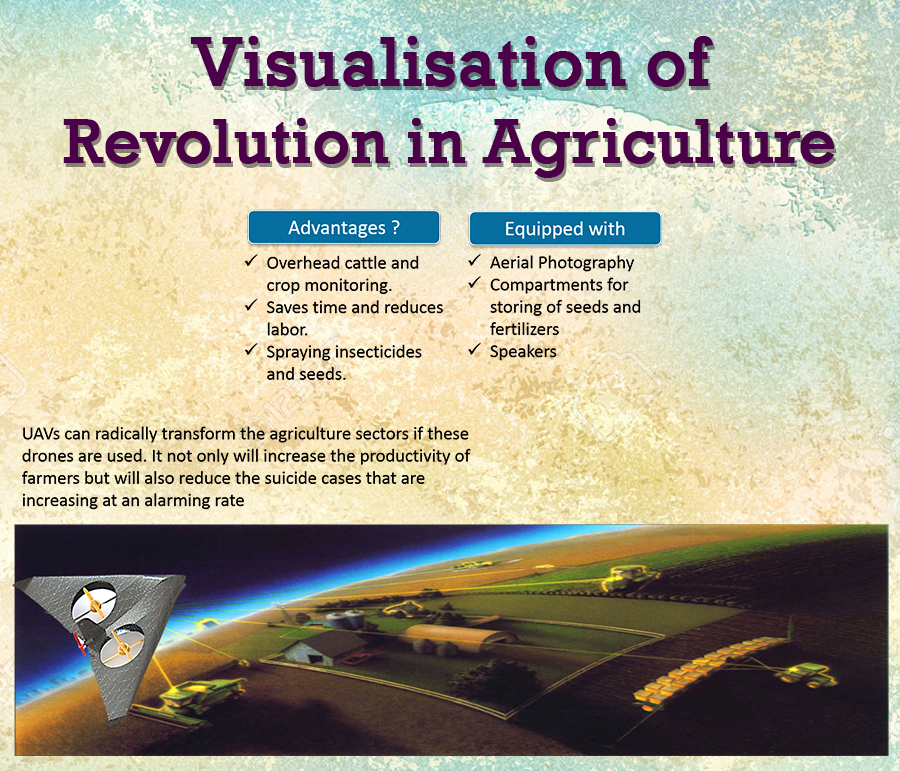 Visualisation of
Revolution in Agriculture
Advantages ?
✓ Overhead cattle and
crop monitoring.
✓ Saves time and reduces
labor.
✓ Spraying insecticides
and seeds.
Equipped with
✓ Aerial Photography
✓ Compartments for
storing of seeds and
fertilizers
✓ Speakers
UAVs can radically transform the agriculture sectors if these
drones are used. It not only will increase the productivity of
farmers but will also reduce the suicide cases that are
increasing at an alarming rate